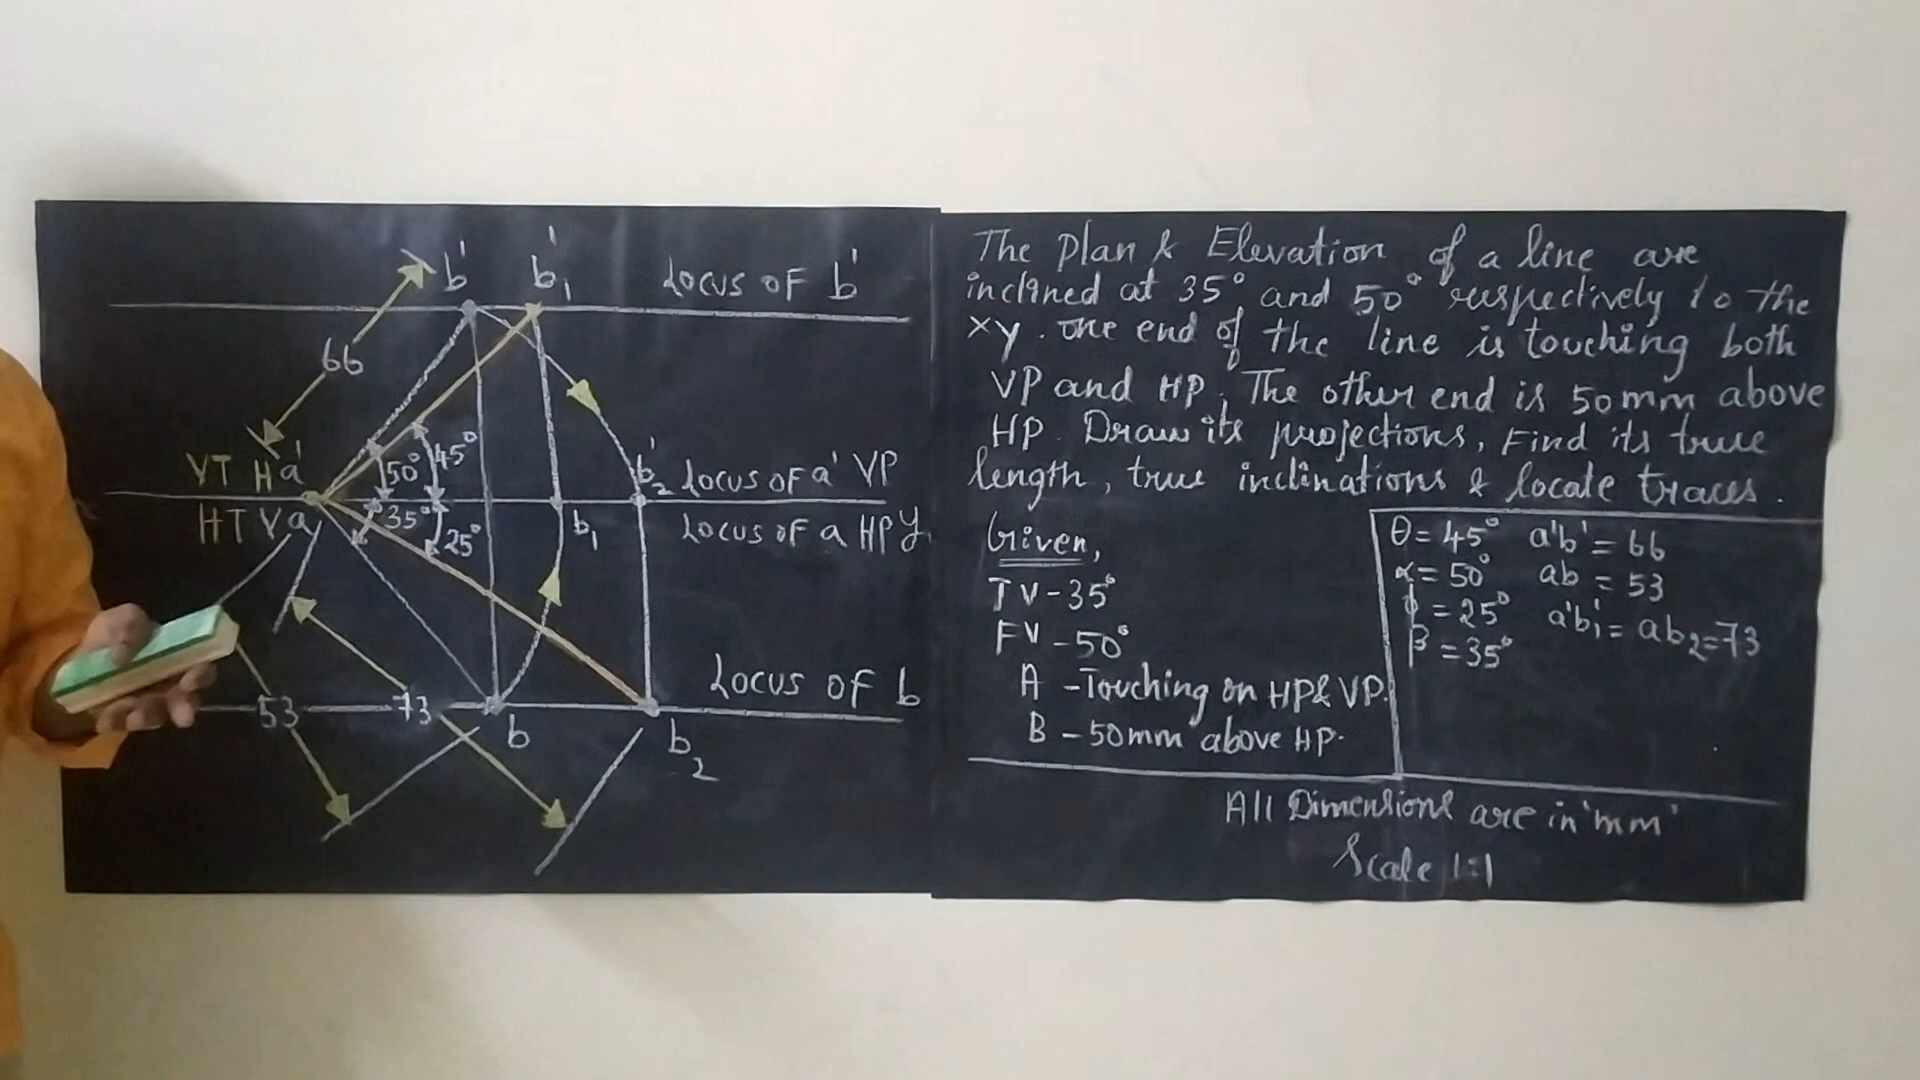 b' b₁' Locus of b'
66
50° 45°
VT H a' b₂' Locus of a' VP
HT V a 35° 25° b₁ Locus of a HP y
Locus of b
53 73
b b₂
The Plan & Elevation of a line are
inclined at 35° and 50° respectively to the
xy. One end of the line is touching both
VP and HP. The other end is 50mm above
HP. Draw its projections, Find its true
length, true inclinations & locate traces.
Given,
TV - 35°
FV - 50°
A - Touching on HP & VP.
B - 50mm above HP.
θ = 45° a'b' = 66
α = 50° ab = 53
ϕ = 25° a'b₁' = ab₂ = 73
β = 35°
All Dimensions are in 'mm'
Scale 1:1